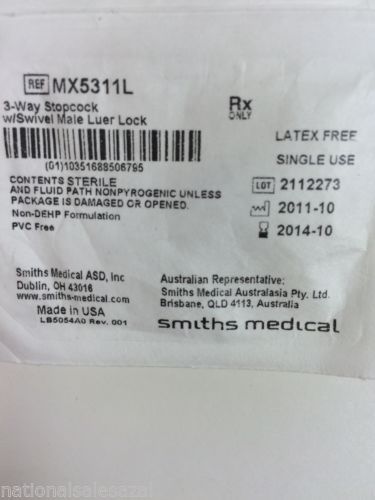 REF MX5311L
3-Way Stopcock
w/Swivel Male Luer Lock
Rx
ONLY
(01)10351688506795
LATEX FREE
SINGLE USE
CONTENTS STERILE
AND FLUID PATH NONPYROGENIC UNLESS
PACKAGE IS DAMAGED OR OPENED.
Non-DEHP Formulation
PVC Free
LOT 2112273
2011-10
2014-10
Smiths Medical ASD, Inc
Dublin, OH 43016
www.smiths-medical.com
Made in USA
LB5054A0 Rev. 001
Australian Representative:
Smiths Medical Australasia Pty. Ltd.
Brisbane, QLD 4113, Australia
smiths medical
nationalsalesazal